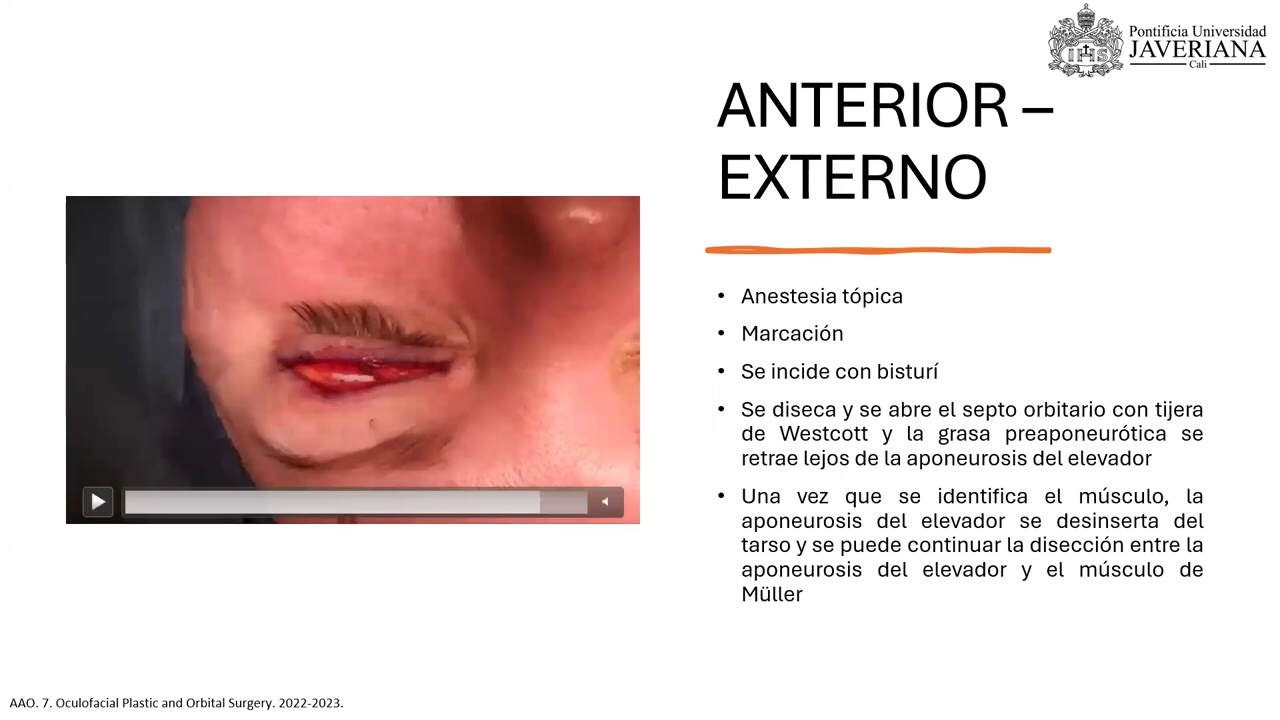 Pontificia Universidad
JAVERIANA
Cali
IHS
ANTERIOR –
EXTERNO
• Anestesia tópica
• Marcación
• Se incide con bisturí
• Se diseca y se abre el septo orbitario con tijera
de Westcott y la grasa preaponeurótica se
retrae lejos de la aponeurosis del elevador
• Una vez que se identifica el músculo, la
aponeurosis del elevador se desinserta del
tarso y se puede continuar la disección entre la
aponeurosis del elevador y el músculo de
Müller
AAO. 7. Oculofacial Plastic and Orbital Surgery. 2022-2023.